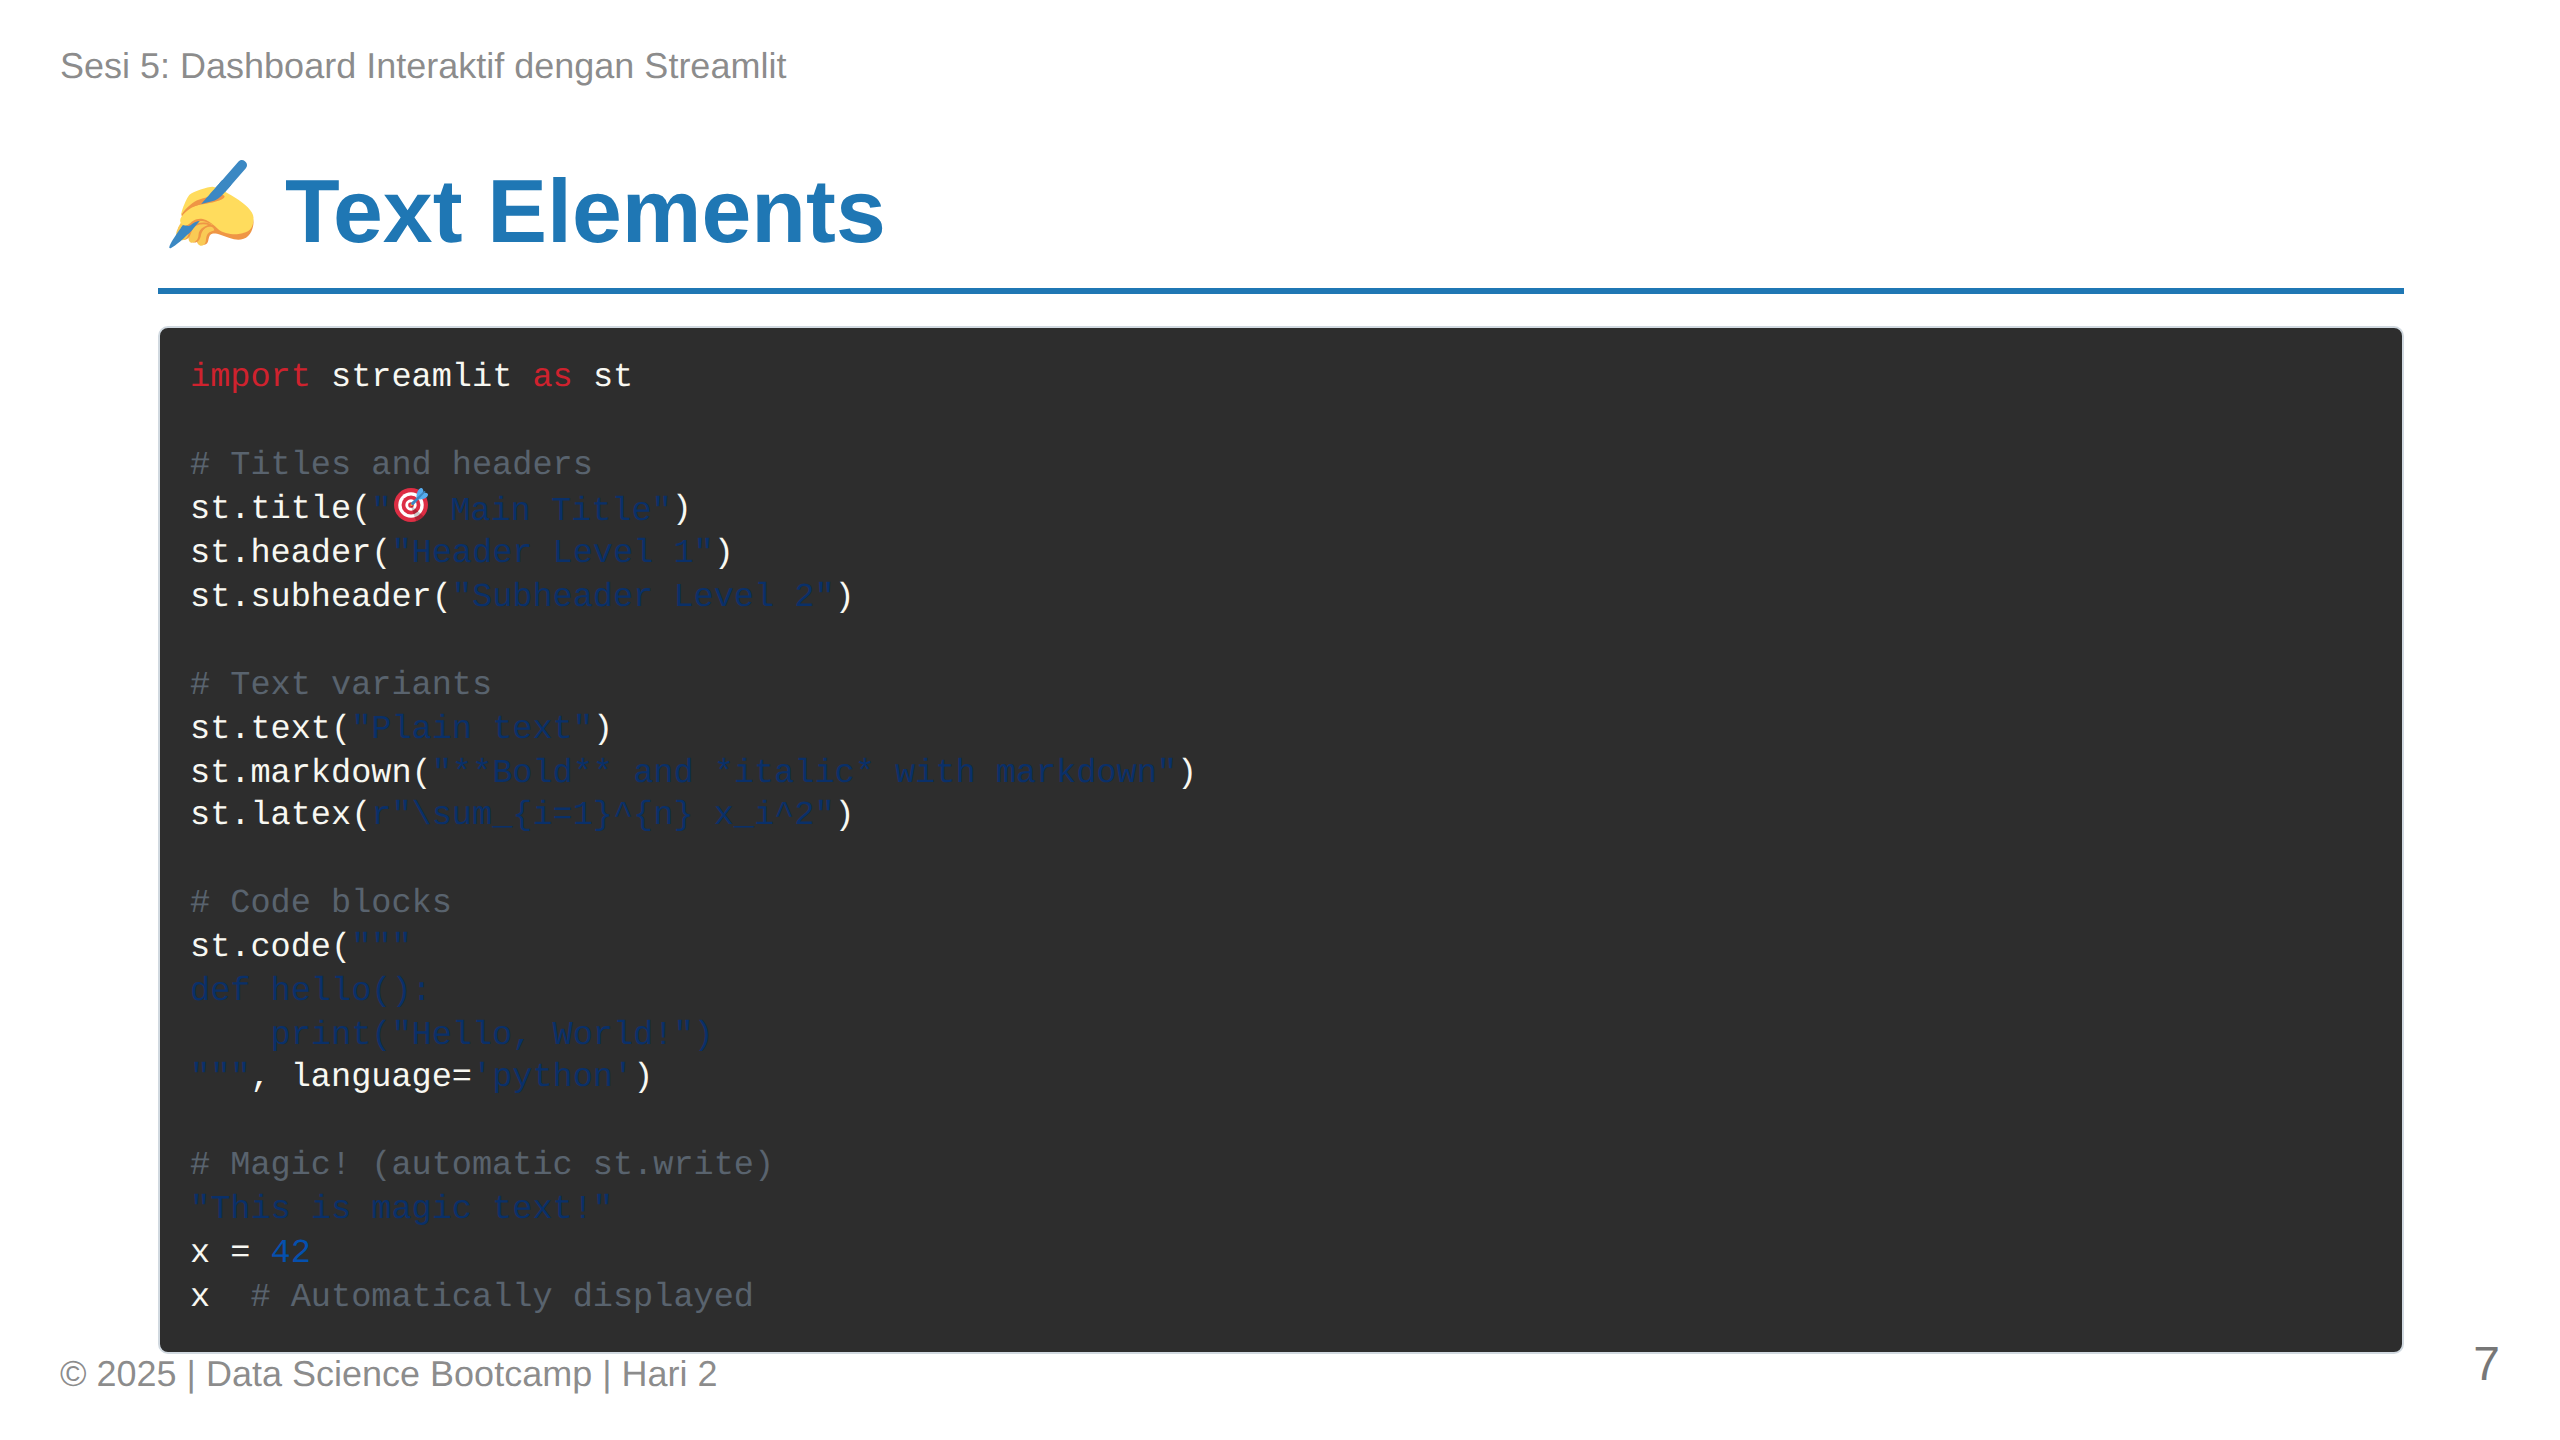 Sesi 5: Dashboard Interaktif dengan Streamlit
✍️ Text Elements
import streamlit as st
# Titles and headers
st.title("🎯 Main Title")
st.header("Header Level 1")
st.subheader("Subheader Level 2")
# Text variants
st.text("Plain text")
st.markdown("**Bold** and *italic* with markdown")
st.latex(r"\sum_{i=1}^{n} x_i^2")
# Code blocks
st.code("""
def hello():
    print("Hello, World!")
""", language='python')
# Magic! (automatic st.write)
"This is magic text!"
x = 42
x  # Automatically displayed
© 2025 | Data Science Bootcamp | Hari 2
7